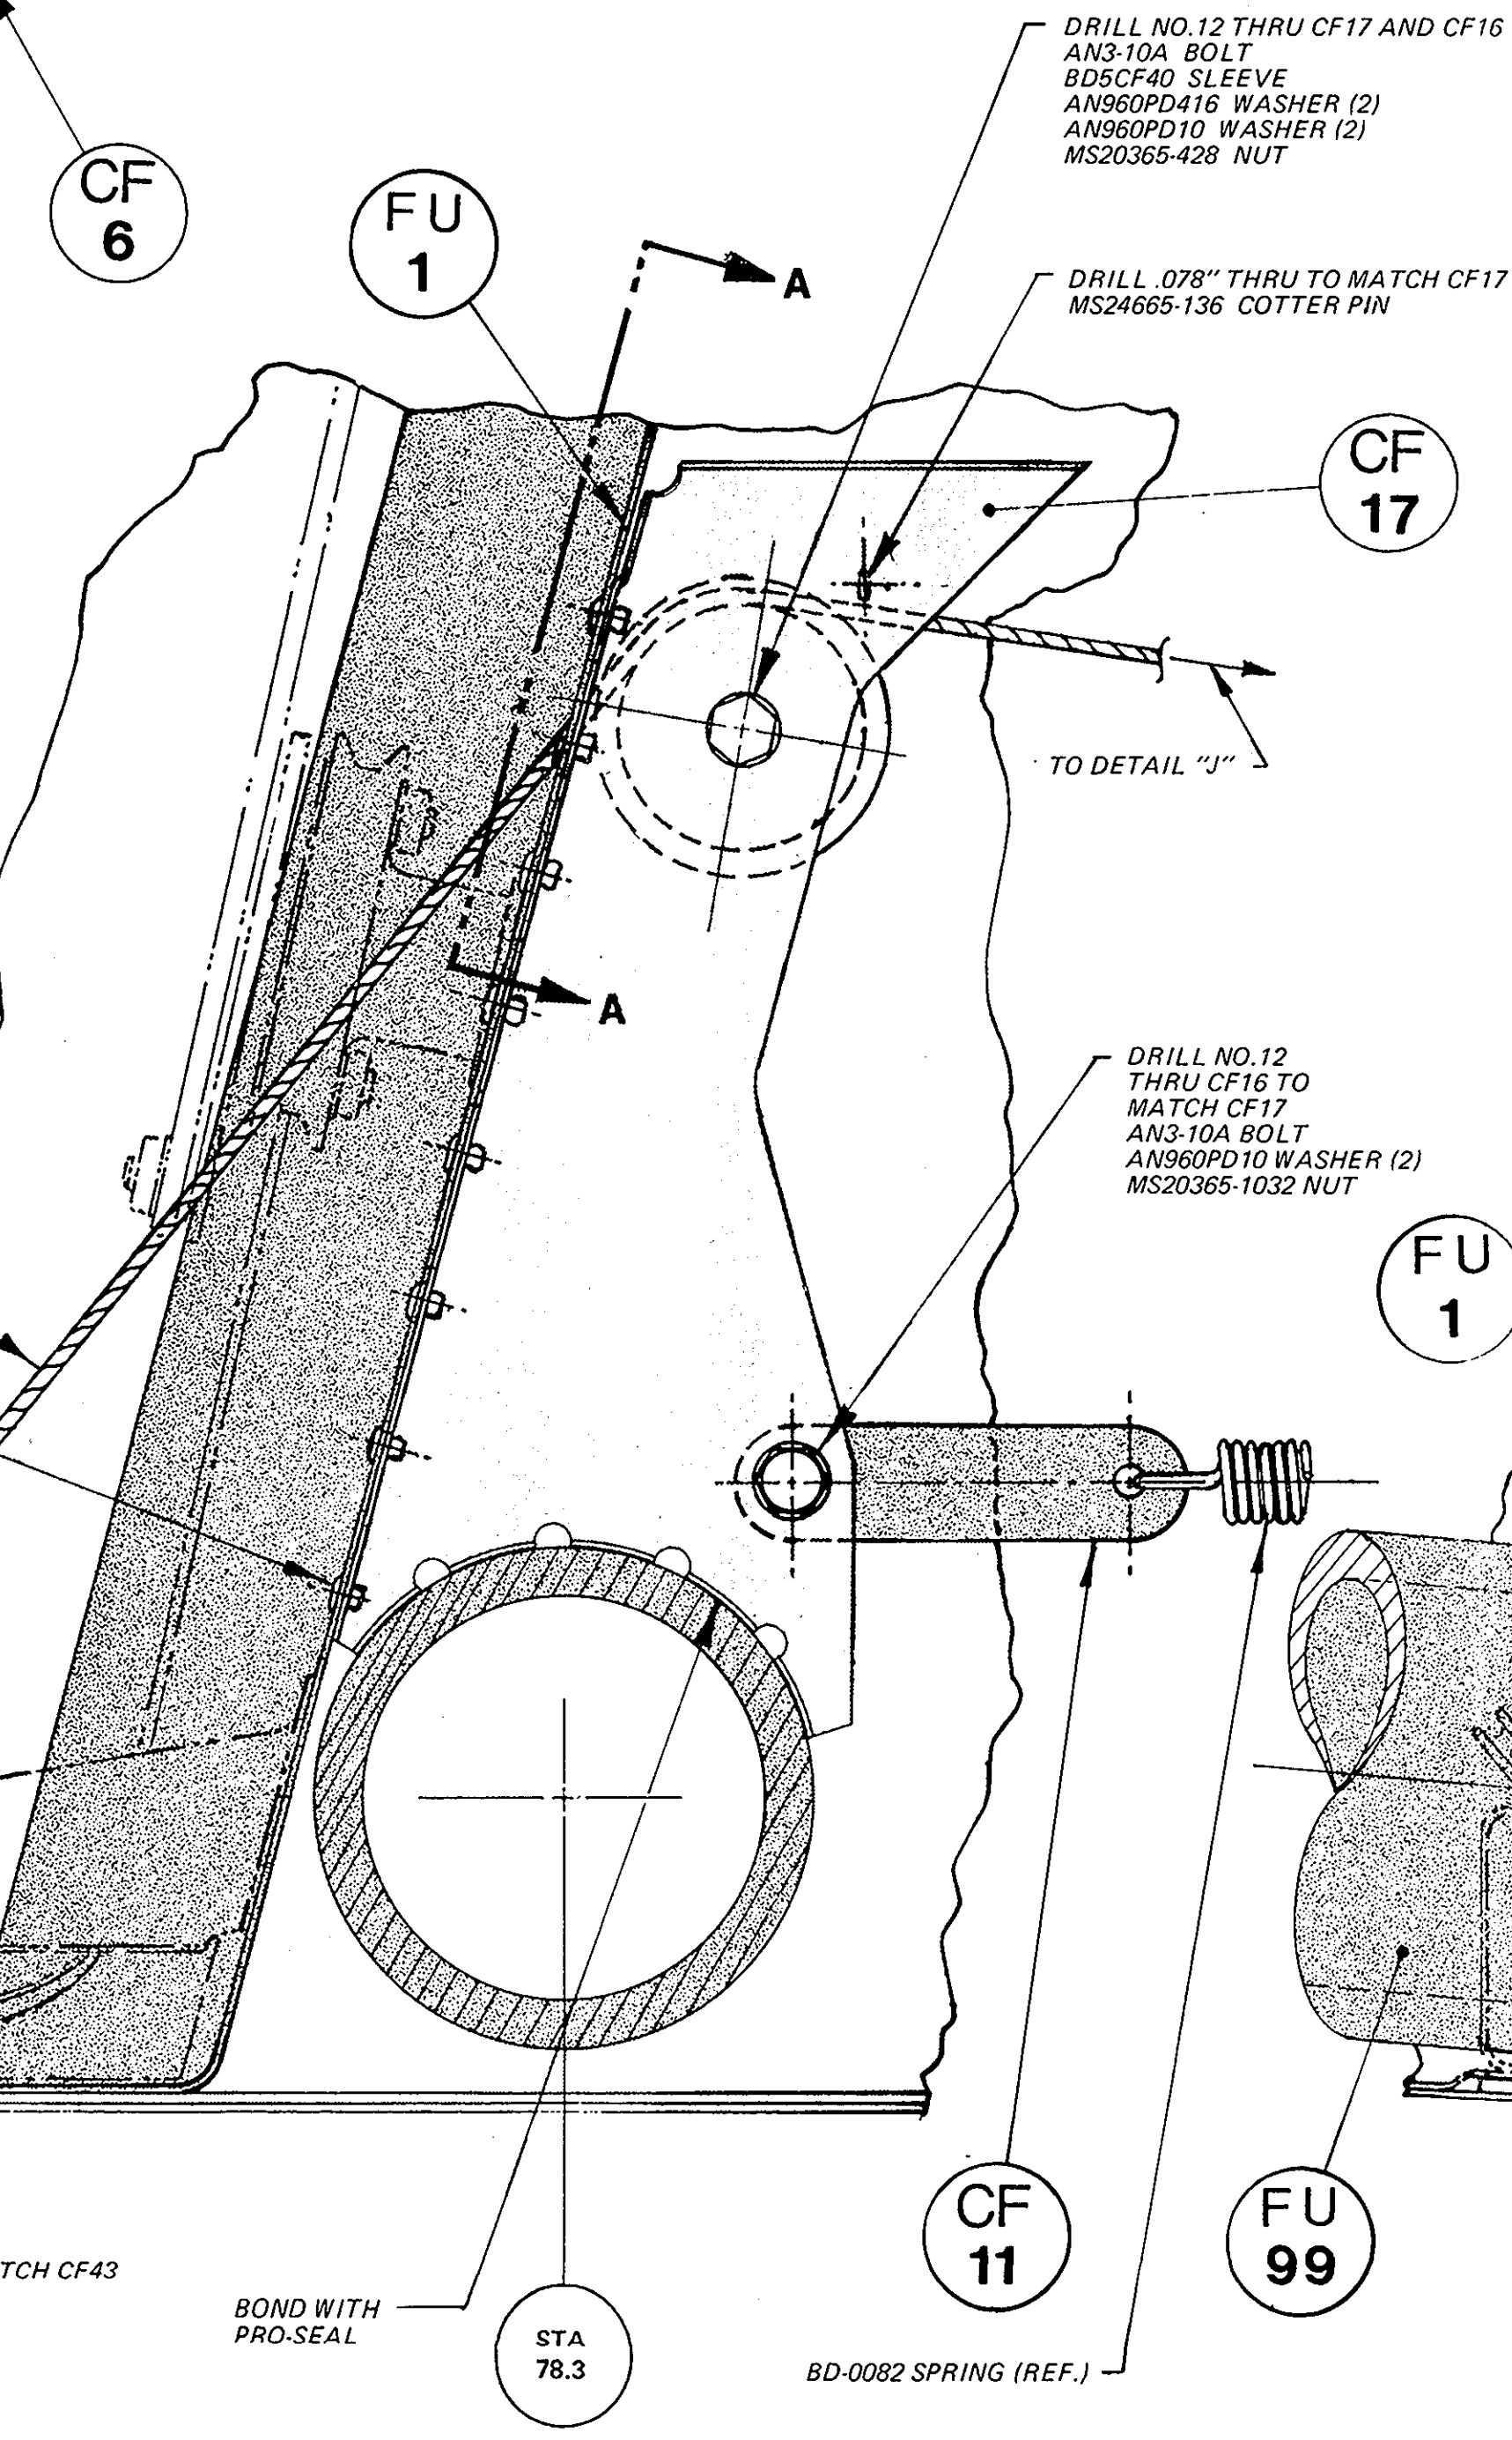 DRILL NO.12 THRU CF17 AND CF16
AN3-10A BOLT
BD5CF40 SLEEVE
AN960PD416 WASHER (2)
AN960PD10 WASHER (2)
MS20365-428 NUT
CF
6
FU
1
A
DRILL .078" THRU TO MATCH CF17
MS24665-136 COTTER PIN
CF
17
TO DETAIL "J"
A
DRILL NO.12
THRU CF16 TO
MATCH CF17
AN3-10A BOLT
AN960PD10 WASHER (2)
MS20365-1032 NUT
FU
1
CF
11
FU
99
TCH CF43
BOND WITH
PRO-SEAL
STA
78.3
BD-0082 SPRING (REF.)